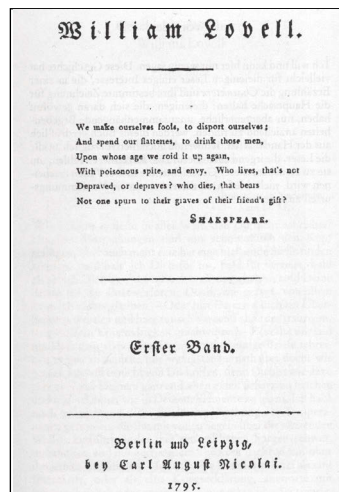 William Lovell.
We make ourselves fools, to disport ourselves;
And spend our flatteries, to drink those men,
Upon whose age we roid it up again,
With poisonous spite, and envy. Who lives, that's not
Depraved, or depraves? who dies, that bears
Not one spurn to their graves of their friend's gift?
SHAKSPEARE.
Erster Band.
Berlin und Leipzig,
bey Carl August Nicolai.
1795.